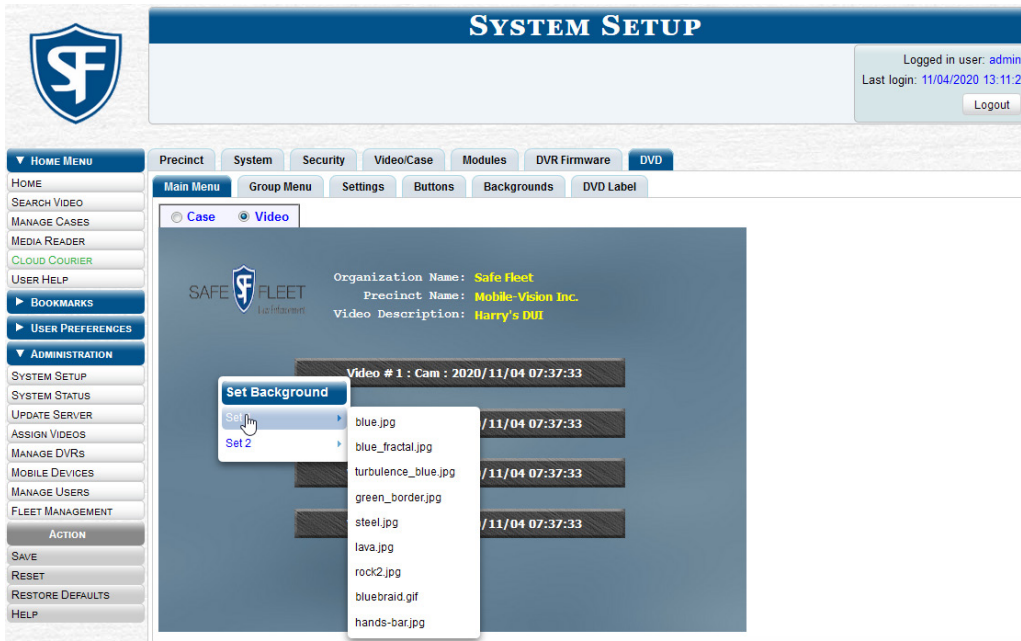 SYSTEM SETUP
Logged in user: admin
Last login: 11/04/2020 13:11:2
Logout
SF
HOME MENU
HOME
SEARCH VIDEO
MANAGE CASES
MEDIA READER
CLOUD COURIER
USER HELP
BOOKMARKS
USER PREFERENCES
ADMINISTRATION
SYSTEM SETUP
SYSTEM STATUS
UPDATE SERVER
ASSIGN VIDEOS
MANAGE DVRS
MOBILE DEVICES
MANAGE USERS
FLEET MANAGEMENT
ACTION
SAVE
RESET
RESTORE DEFAULTS
HELP
Precinct System Security Video/Case Modules DVR Firmware DVD
Main Menu Group Menu Settings Buttons Backgrounds DVD Label
Case Video
SAFE SF FLEET
Organization Name: Safe Fleet
Precinct Name: Mobile-Vision Inc.
Video Description: Harry's DUI
Video # 1 : Cam : 2020/11/04 07:37:33
/11/04 07:37:33
/11/04 07:37:33
/11/04 07:37:33
Set Background
Set
Set 2
blue.jpg
blue_fractal.jpg
turbulence_blue.jpg
green_border.jpg
steel.jpg
lava.jpg
rock2.jpg
bluebraid.gif
hands-bar.jpg